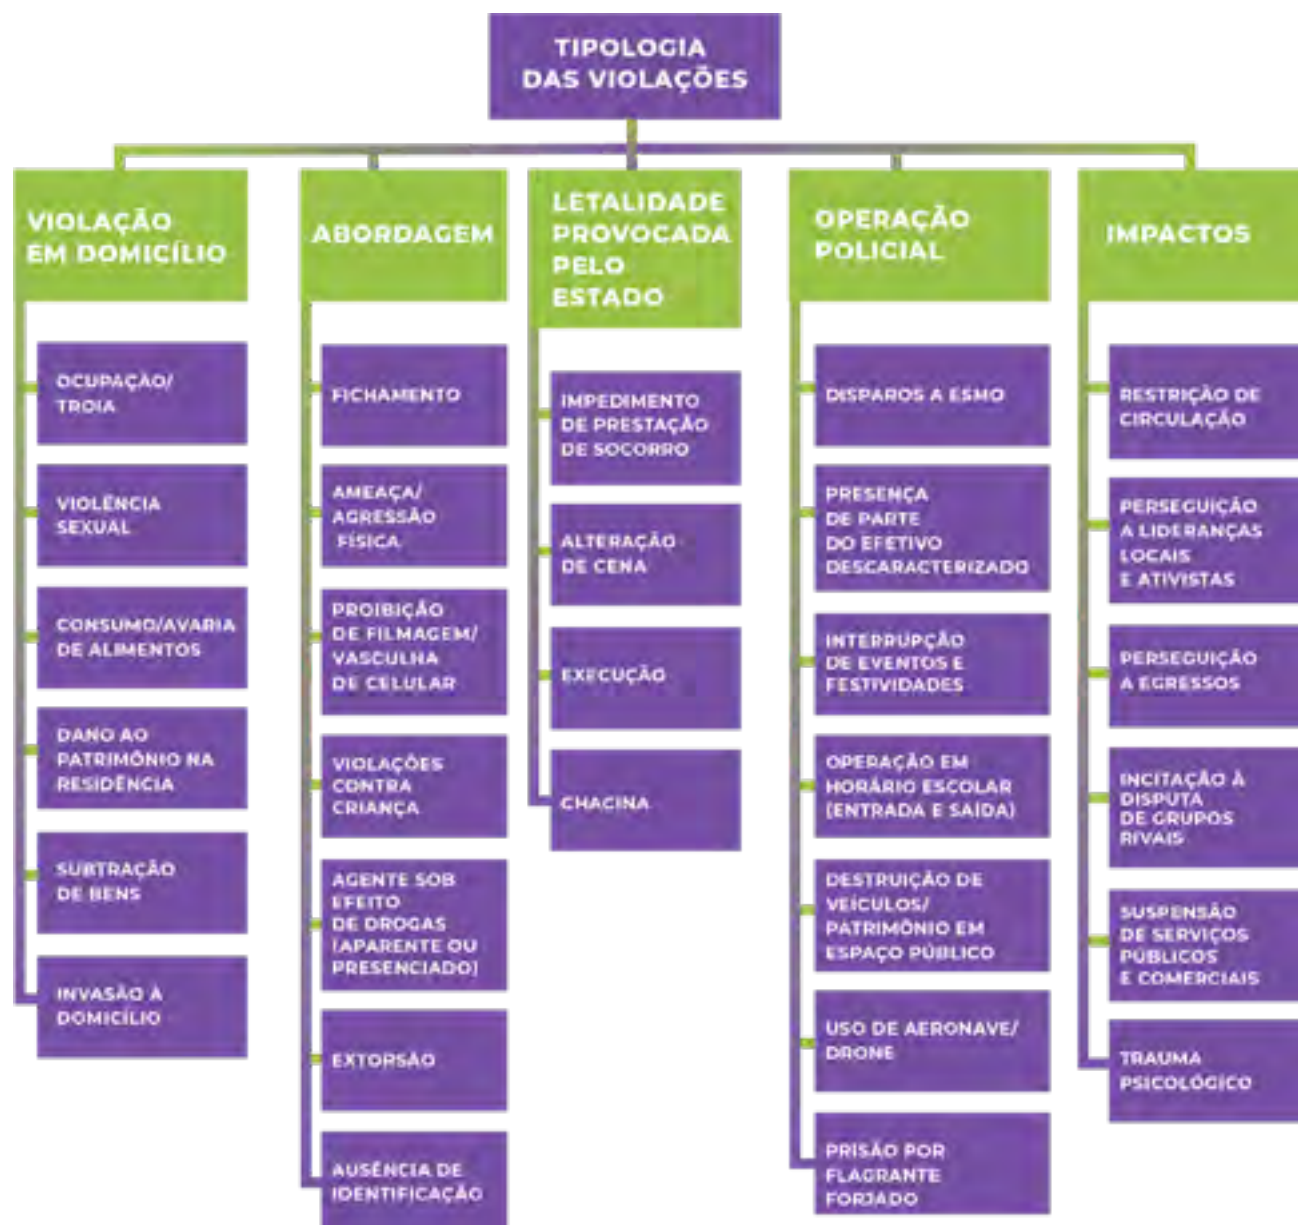 TIPOLOGIA
DAS VIOLAÇÕES
VIOLAÇÃO
EM DOMICÍLIO
OCUPAÇÃO/
TROIA
VIOLÊNCIA
SEXUAL
CONSUMO/AVARIA
DE ALIMENTOS
DANO AO
PATRIMÔNIO NA
RESIDÊNCIA
SUBTRAÇÃO
DE BENS
INVASÃO À
DOMICÍLIO
ABORDAGEM
FICHAMENTO
AMEAÇA/
AGRESSÃO
FÍSICA
PROIBIÇÃO
DE FILMAGEM/
VASCULHA
DE CELULAR
VIOLAÇÕES
CONTRA
CRIANÇA
AGENTE SOB
EFEITO
DE DROGAS
(APARENTE OU
PRESENCIADO)
EXTORSÃO
AUSÊNCIA DE
IDENTIFICAÇÃO
LETALIDADE
PROVOCADA
PELO
ESTADO
IMPEDIMENTO
DE PRESTAÇÃO
DE SOCORRO
ALTERAÇÃO
DE CENA
EXECUÇÃO
CHACINA
OPERAÇÃO
POLICIAL
DISPAROS A ESMO
PRESENÇA
DE PARTE
DO EFETIVO
DESCARACTERIZADO
INTERRUPÇÃO
DE EVENTOS E
FESTIVIDADES
OPERAÇÃO EM
HORÁRIO ESCOLAR
(ENTRADA E SAÍDA)
DESTRUIÇÃO DE
VEÍCULOS/
PATRIMÔNIO EM
ESPAÇO PÚBLICO
USO DE AERONAVE/
DRONE
PRISÃO POR
FLAGRANTE
FORJADO
IMPACTOS
RESTRIÇÃO DE
CIRCULAÇÃO
PERSEGUIÇÃO
A LIDERANÇAS
LOCAIS
E ATIVISTAS
PERSEGUIÇÃO
A EGRESSOS
INCITAÇÃO À
DISPUTA
DE GRUPOS
RIVAIS
SUSPENSÃO
DE SERVIÇOS
PÚBLICOS
E COMERCIAIS
TRAUMA
PSICOLÓGICO